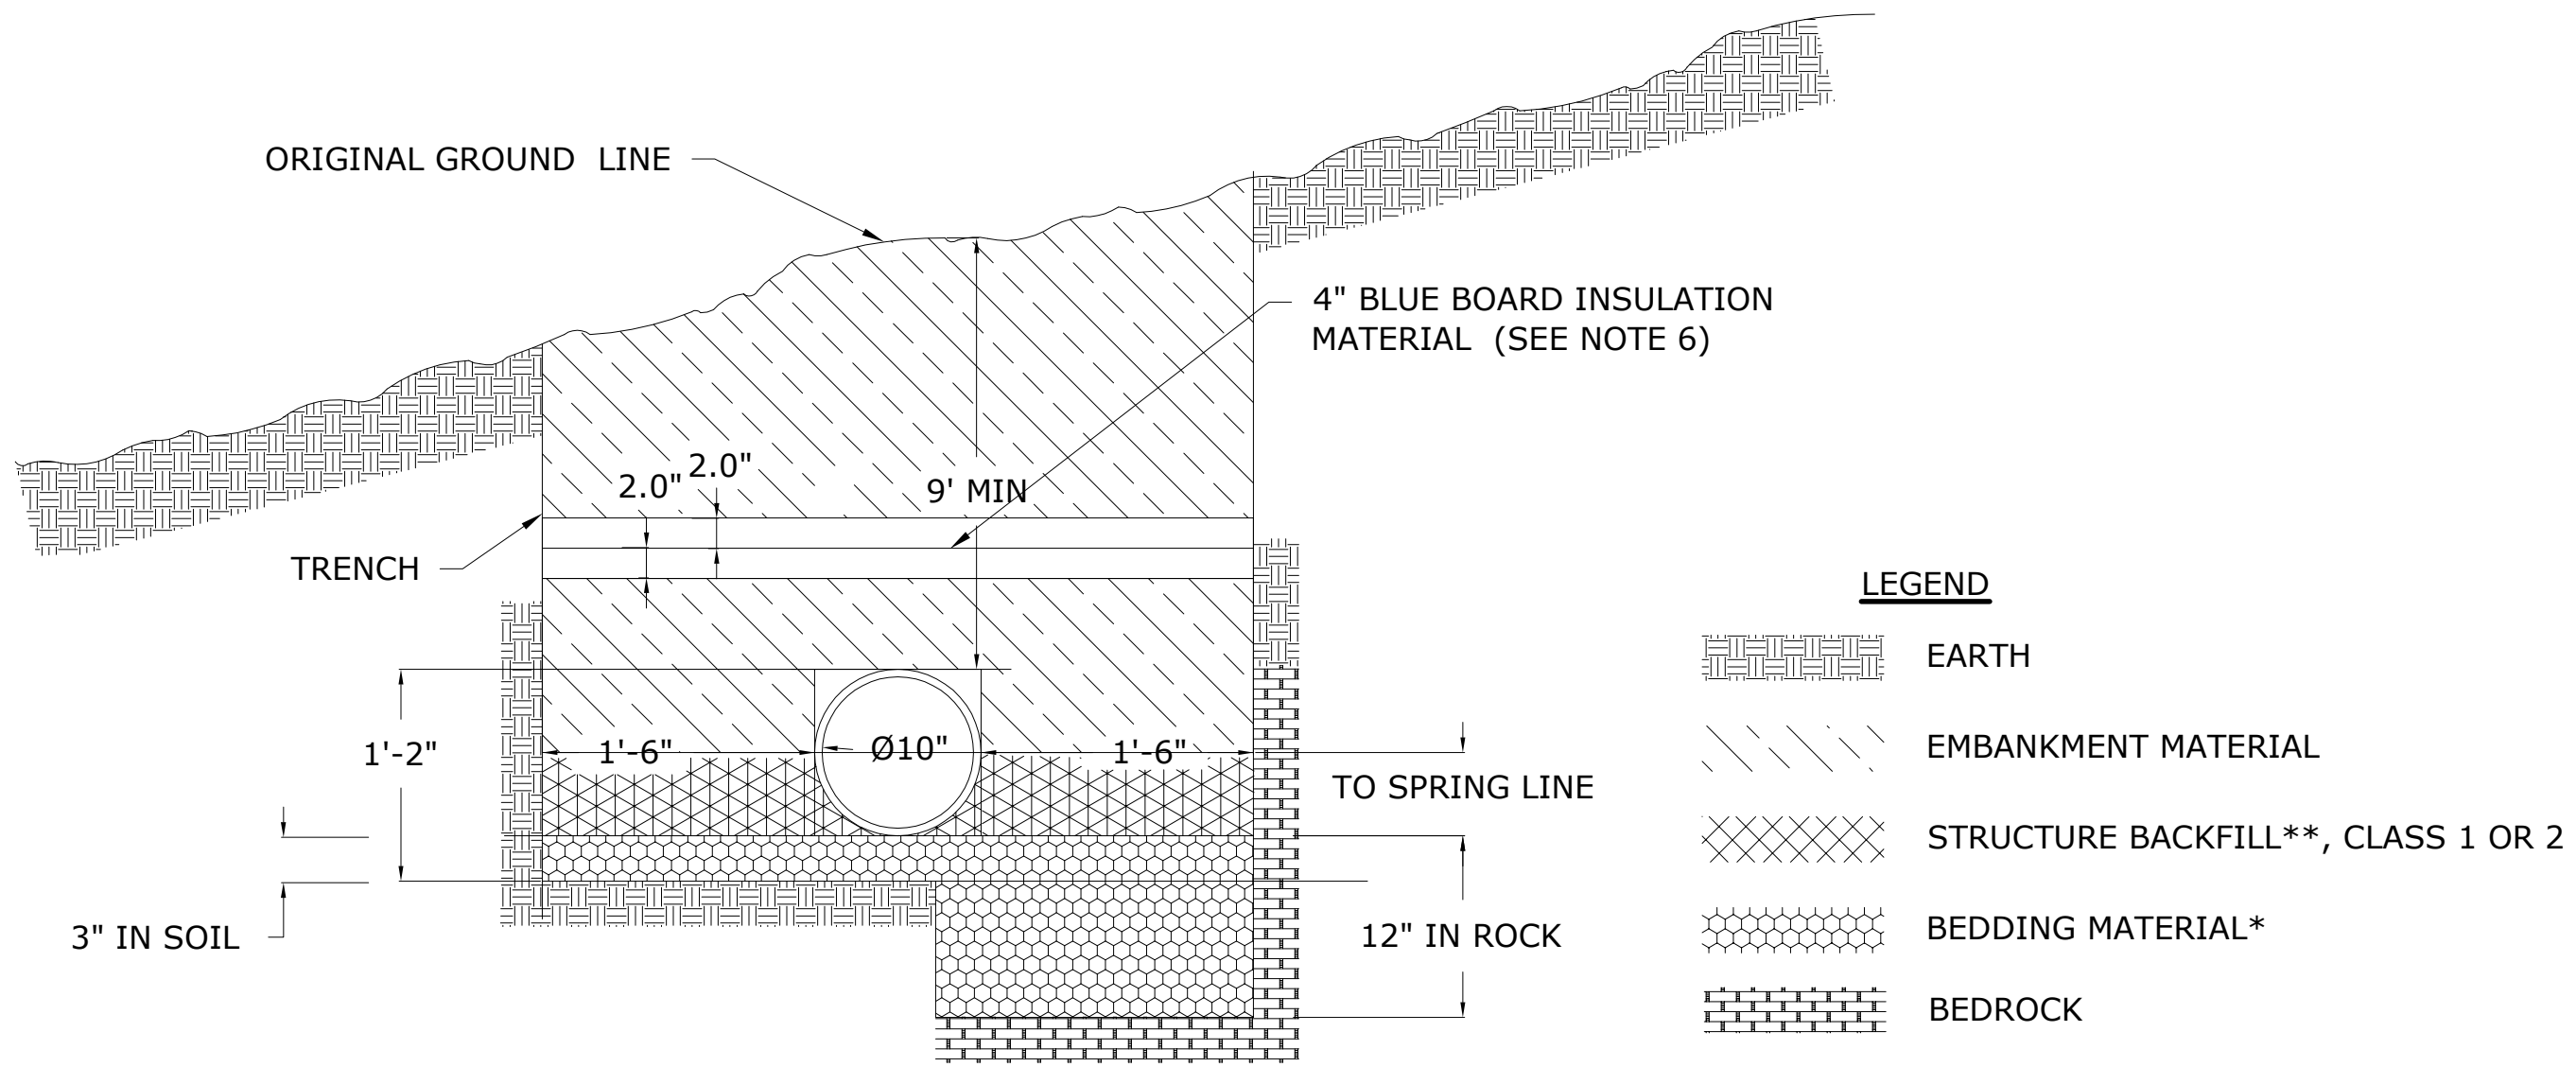 ORIGINAL GROUND LINE
4" BLUE BOARD INSULATION
MATERIAL (SEE NOTE 6)
2.0"
2.0"
9' MIN
TRENCH
1'-2"
1'-6"
Ø10"
1'-6"
TO SPRING LINE
3" IN SOIL
12" IN ROCK
LEGEND
EARTH
EMBANKMENT MATERIAL
STRUCTURE BACKFILL**, CLASS 1 OR 2
BEDDING MATERIAL*
BEDROCK